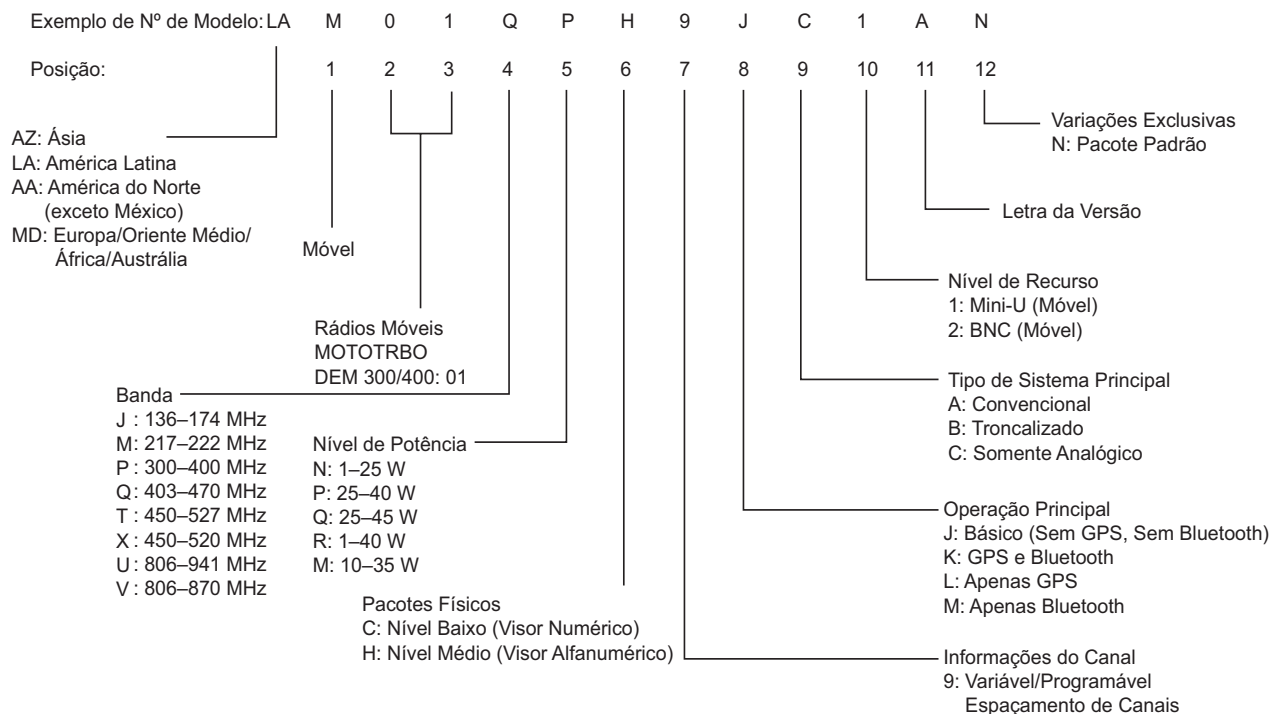 Exemplo de Nº de Modelo: LA M 0 1 Q P H 9 J C 1 A N
Posição: 1 2 3 4 5 6 7 8 9 10 11 12
AZ: Ásia
LA: América Latina
AA: América do Norte
(exceto México)
MD: Europa/Oriente Médio/
África/Austrália
Móvel
Rádios Móveis
MOTOTRBO
DEM 300/400: 01
Banda
J : 136–174 MHz
M: 217–222 MHz
P : 300–400 MHz
Q : 403–470 MHz
T : 450–527 MHz
X : 450–520 MHz
U : 806–941 MHz
V : 806–870 MHz
Nível de Potência
N: 1–25 W
P: 25–40 W
Q: 25–45 W
R: 1–40 W
M: 10–35 W
Pacotes Físicos
C: Nível Baixo (Visor Numérico)
H: Nível Médio (Visor Alfanumérico)
Informações do Canal
9: Variável/Programável
Espaçamento de Canais
Operação Principal
J: Básico (Sem GPS, Sem Bluetooth)
K: GPS e Bluetooth
L: Apenas GPS
M: Apenas Bluetooth
Tipo de Sistema Principal
A: Convencional
B: Troncalizado
C: Somente Analógico
Nível de Recurso
1: Mini-U (Móvel)
2: BNC (Móvel)
Letra da Versão
Variações Exclusivas
N: Pacote Padrão